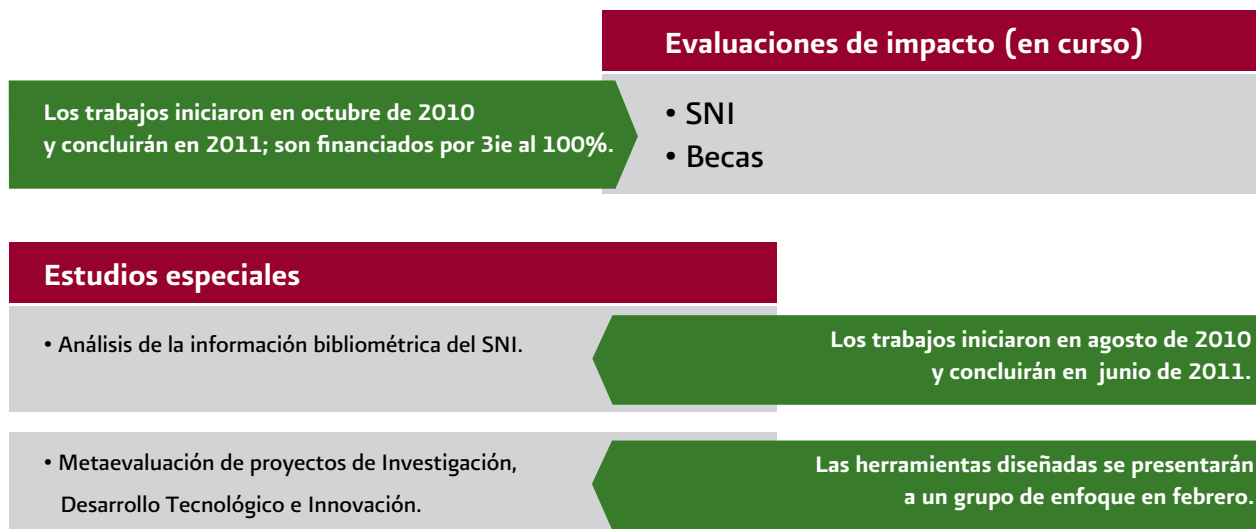 Evaluaciones de impacto (en curso)
Los trabajos iniciaron en octubre de 2010
y concluirán en 2011; son financiados por 3ie al 100%.
• SNI
• Becas
Estudios especiales
• Análisis de la información bibliométrica del SNI.
Los trabajos iniciaron en agosto de 2010
y concluirán en junio de 2011.
• Metaevaluación de proyectos de Investigación,
Desarrollo Tecnológico e Innovación.
Las herramientas diseñadas se presentarán
a un grupo de enfoque en febrero.